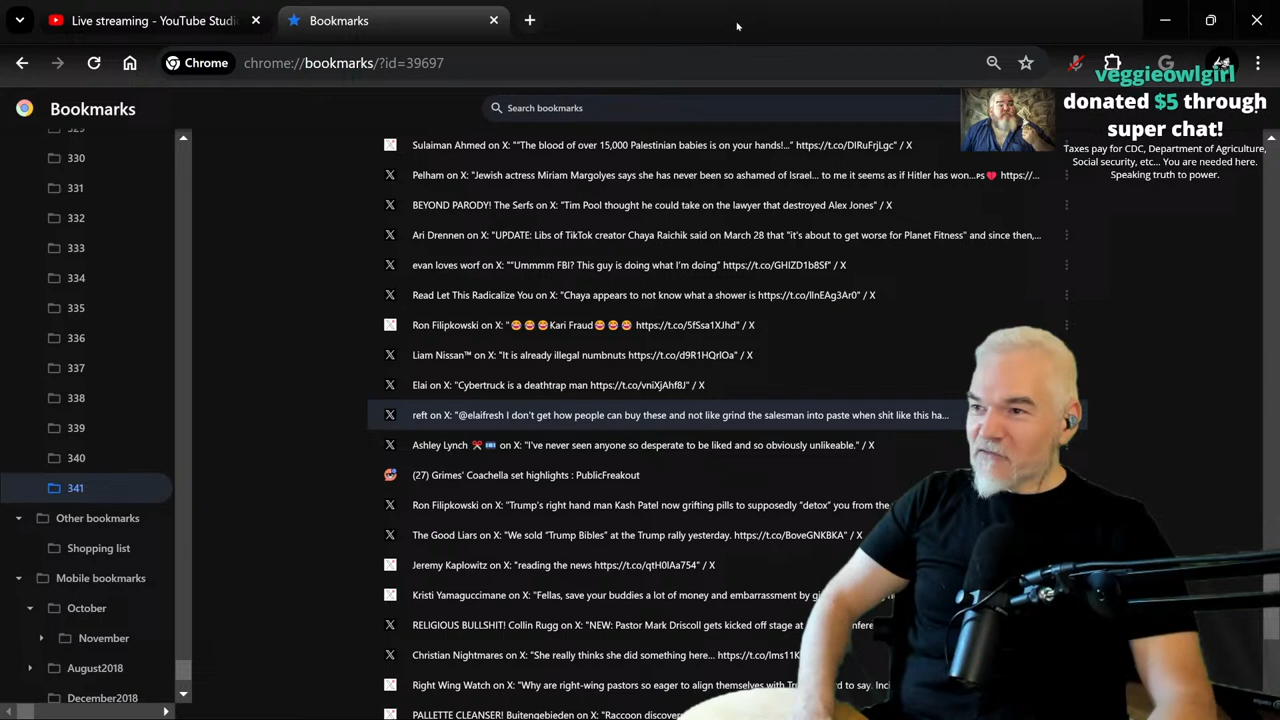 Live streaming - YouTube Studi
Bookmarks
Chrome
chrome://bookmarks/?id=39697
veggieowlgirl
donated $5 through
super chat!
Taxes pay for CDC, Department of Agriculture,
Social security, etc... You are needed here.
Speaking truth to power.
Bookmarks
Search bookmarks
329
330
331
332
333
334
335
336
337
338
339
340
341
Other bookmarks
Shopping list
Mobile bookmarks
October
November
August2018
December2018
Sulaiman Ahmed on X: "“The blood of over 15,000 Palestinian babies is on your hands!..” https://t.co/DIRuFrjLgc" / X
Pelham on X: "Jewish actress Miriam Margolyes says she has never been so ashamed of Israel... to me it seems as if Hitler has won...🇵🇸💔 https://...
BEYOND PARODY! The Serfs on X: "Tim Pool thought he could take on the lawyer that destroyed Alex Jones" / X
Ari Drennen on X: "UPDATE: Libs of TikTok creator Chaya Raichik said on March 28 that "it's about to get worse for Planet Fitness" and since then,...
evan loves worf on X: "“Ummmm FBI? This guy is doing what I’m doing” https://t.co/GHIZD1b8Sf" / X
Read Let This Radicalize You on X: "Chaya appears to not know what a shower is https://t.co/llnEAg3Ar0" / X
Ron Filipkowski on X: "😂😂😂Kari Fraud😂😂😂 https://t.co/5fSsa1XJhd" / X
Liam Nissan™ on X: "It is already illegal numbnuts https://t.co/d9R1HQrlOa" / X
Elai on X: "Cybertruck is a deathtrap man https://t.co/vniXjAhf8J" / X
reft on X: "@elaifresh I don't get how people can buy these and not like grind the salesman into paste when shit like this ha...
Ashley Lynch on X: "I've never seen anyone so desperate to be liked and so obviously unlikeable." / X
(27) Grimes' Coachella set highlights : PublicFreakout
Ron Filipkowski on X: "Trump’s right hand man Kash Patel now grifting pills to supposedly “detox” you from the
The Good Liars on X: "We sold “Trump Bibles” at the Trump rally yesterday. https://t.co/BoveGNKBKA" / X
Jeremy Kaplowitz on X: "reading the news https://t.co/qtH0lAa754" / X
Kristi Yamaguccimane on X: "Fellas, save your buddies a lot of money and embarrassment by gi
RELIGIOUS BULLSHIT! Collin Rugg on X: "NEW: Pastor Mark Driscoll gets kicked off stage at
nfere
Christian Nightmares on X: "She really thinks she did something here... https://t.co/Ims11K
Right Wing Watch on X: "Why are right-wing pastors so eager to align themselves with Tru
rd to say. Incl
PALLETTE CLEANSER! Buitengebieden on X: "Raccoon discov